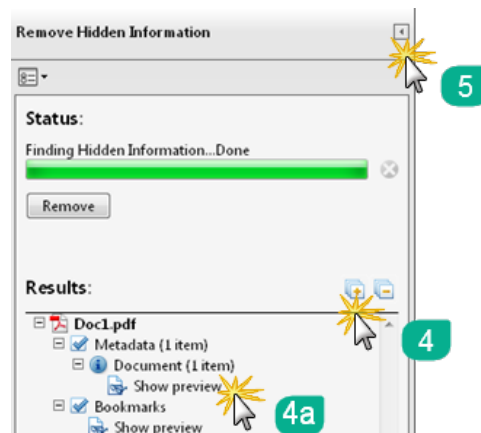 Remove Hidden Information
5
Status:
Finding Hidden Information...Done
Remove
Results:
4
Doc1.pdf
Metadata (1 item)
Document (1 item)
Show preview
4a
Bookmarks
Show preview